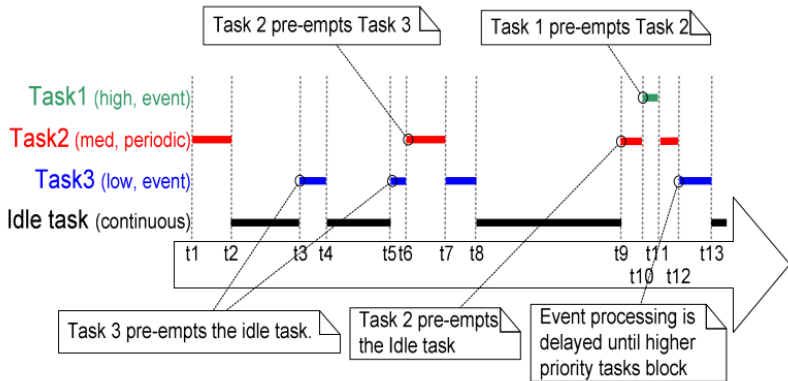 Task 2 pre-empts Task 3
Task 1 pre-empts Task 2
Task1 (high, event)
Task2 (med, periodic)
Task3 (low, event)
Idle task (continuous)
t1 t2 t3 t4 t5 t6 t7 t8 t9 t11 t13
t10 t12
Task 3 pre-empts the idle task.
Task 2 pre-empts
the Idle task
Event processing is
delayed until higher
priority tasks block